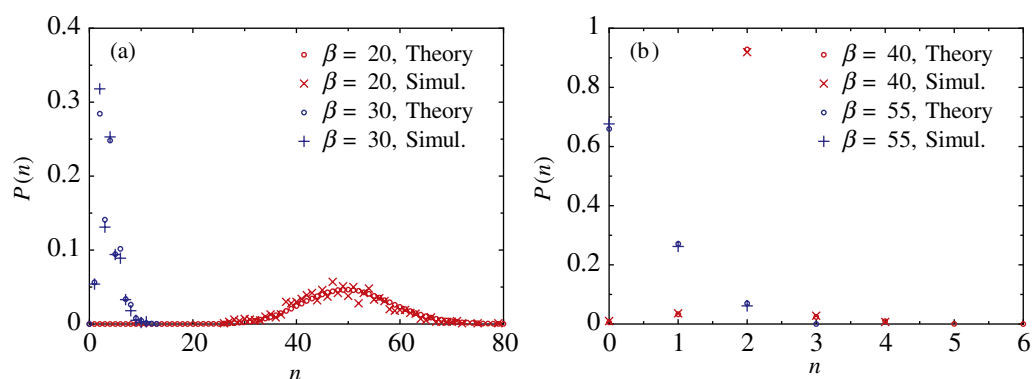 (a)
β = 20, Theory
β = 20, Simul.
β = 30, Theory
β = 30, Simul.
P(n)
0.4
0.3
0.2
0.1
0
0 20 40 60 80
n
(b)
β = 40, Theory
β = 40, Simul.
β = 55, Theory
β = 55, Simul.
P(n)
1
0.8
0.6
0.4
0.2
0
0 1 2 3 4 5 6
n